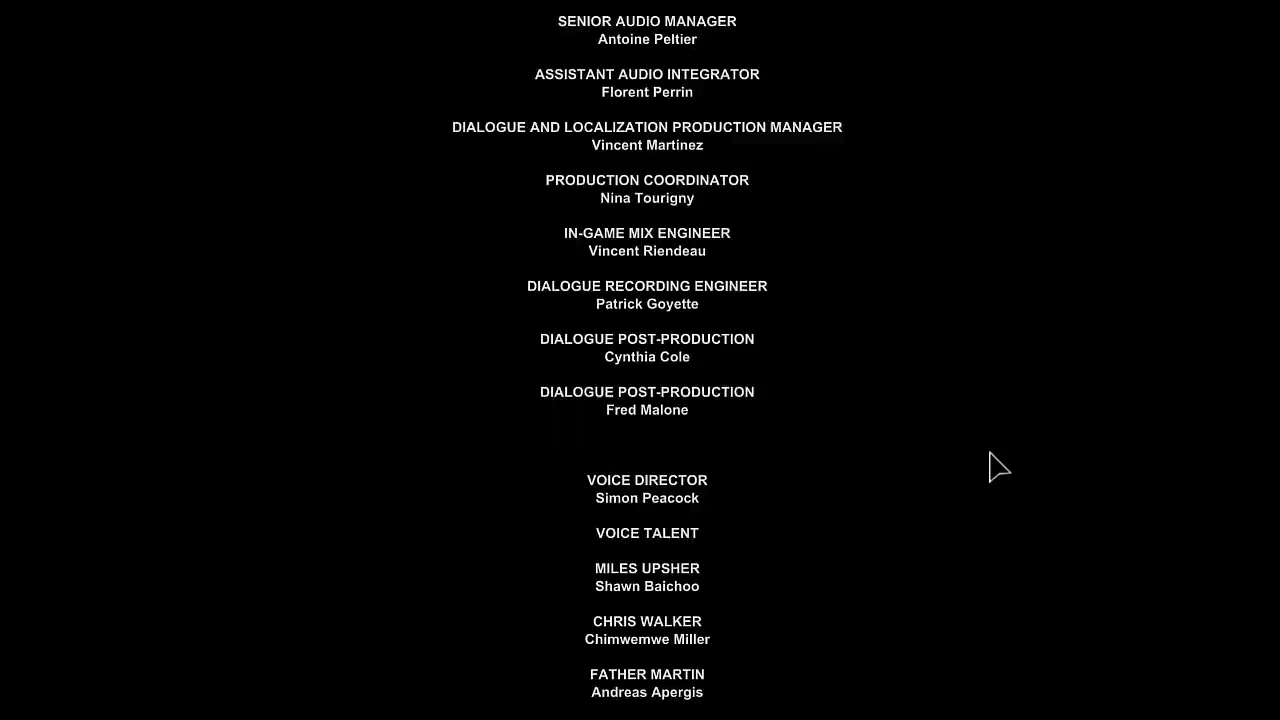 SENIOR AUDIO MANAGER
Antoine Peltier
ASSISTANT AUDIO INTEGRATOR
Florent Perrin
DIALOGUE AND LOCALIZATION PRODUCTION MANAGER
Vincent Martinez
PRODUCTION COORDINATOR
Nina Tourigny
IN-GAME MIX ENGINEER
Vincent Riendeau
DIALOGUE RECORDING ENGINEER
Patrick Goyette
DIALOGUE POST-PRODUCTION
Cynthia Cole
DIALOGUE POST-PRODUCTION
Fred Malone
VOICE DIRECTOR
Simon Peacock
VOICE TALENT
MILES UPSHER
Shawn Baichoo
CHRIS WALKER
Chimwemwe Miller
FATHER MARTIN
Andreas Apergis